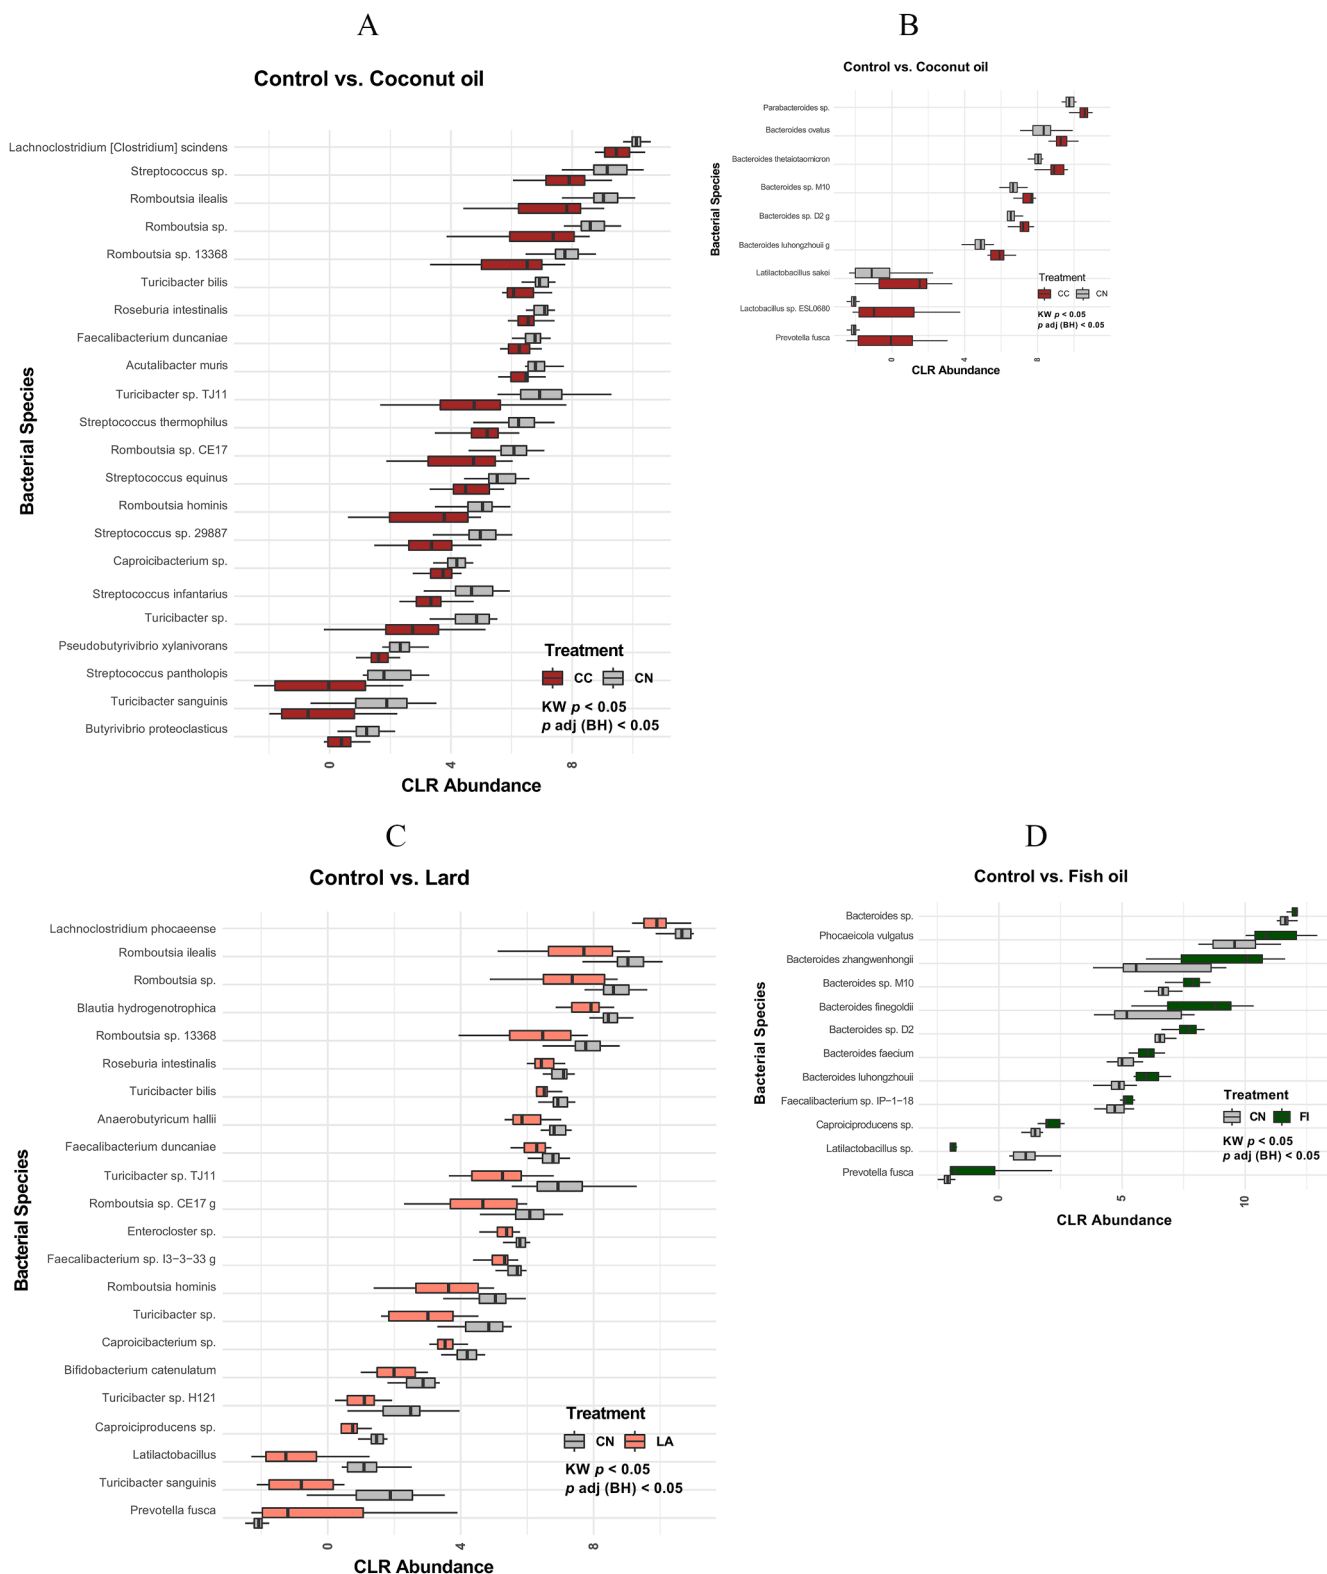 A
Control vs. Coconut oil
Bacterial Species
Lachnoclostridium [Clostridium] scindens
Streptococcus sp.
Romboutsia ilealis
Romboutsia sp.
Romboutsia sp. 13368
Turicibacter bilis
Roseburia intestinalis
Faecalibacterium duncaniae
Acutalibacter muris
Turicibacter sp. TJ11
Streptococcus thermophilus
Romboutsia sp. CE17
Streptococcus equinus
Romboutsia hominis
Streptococcus sp. 29887
Caproicibacterium sp.
Streptococcus infantarius
Turicibacter sp.
Pseudobutyrivibrio xylanivorans
Streptococcus pantholopis
Turicibacter sanguinis
Butyrivibrio proteoclasticus
Treatment
CC CN
KW p < 0.05
p adj (BH) < 0.05
0 4 8
CLR Abundance
B
Control vs. Coconut oil
Bacterial Species
Parabacteroides sp.
Bacteroides ovatus
Bacteroides thetaiotaomicron
Bacteroides sp. M10
Bacteroides sp. D2 g
Bacteroides luhongzhouii g
Latilactobacillus sakei
Lactobacillus sp. ESL0680
Prevotella fusca
Treatment
CC CN
KW p < 0.05
p adj (BH) < 0.05
0 4 8
CLR Abundance
C
Control vs. Lard
Bacterial Species
Lachnoclostridium phocaeense
Romboutsia ilealis
Romboutsia sp.
Blautia hydrogenotrophica
Romboutsia sp. 13368
Roseburia intestinalis
Turicibacter bilis
Anaerobutyricum hallii
Faecalibacterium duncaniae
Turicibacter sp. TJ11
Romboutsia sp. CE17 g
Enterocloster sp.
Faecalibacterium sp. I3−3−33 g
Romboutsia hominis
Turicibacter sp.
Caproicibacterium sp.
Bifidobacterium catenulatum
Turicibacter sp. H121
Caproiciproducens sp.
Latilactobacillus
Turicibacter sanguinis
Prevotella fusca
Treatment
CN LA
KW p < 0.05
p adj (BH) < 0.05
0 4 8
CLR Abundance
D
Control vs. Fish oil
Bacterial Species
Bacteroides sp.
Phocaeicola vulgatus
Bacteroides zhangwenhongii
Bacteroides sp. M10
Bacteroides finegoldii
Bacteroides sp. D2
Bacteroides faecium
Bacteroides luhongzhouii
Faecalibacterium sp. IP−1−18
Caproiciproducens sp.
Latilactobacillus sp.
Prevotella fusca
Treatment
CN FI
KW p < 0.05
p adj (BH) < 0.05
0 5 10
CLR Abundance